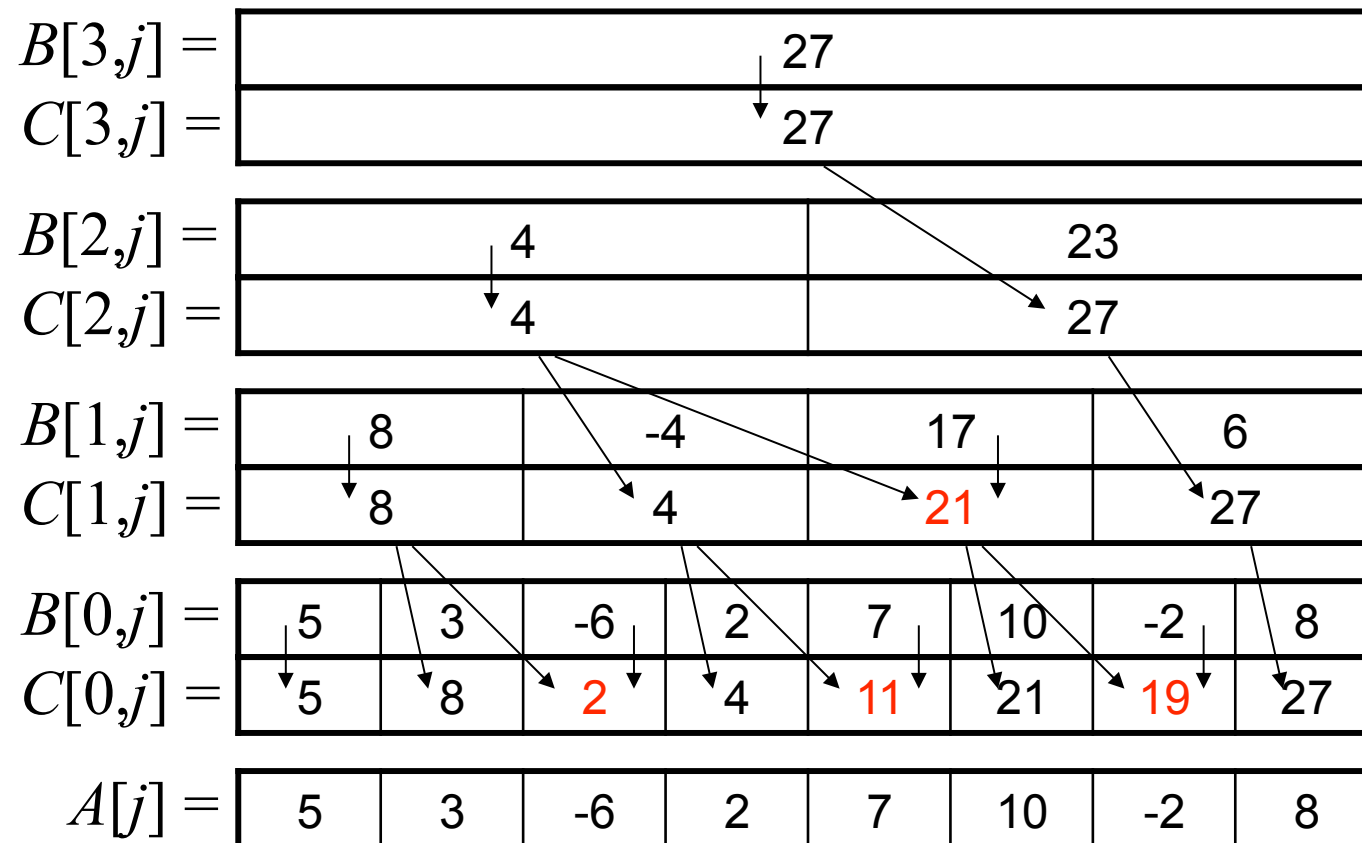 B[3,j] = 27
C[3,j] = 27
B[2,j] = 4 23
C[2,j] = 4 27
B[1,j] = 8 -4 17 6
C[1,j] = 8 4 21 27
B[0,j] = 5 3 -6 2 7 10 -2 8
C[0,j] = 5 8 2 4 11 21 19 27
A[j] = 5 3 -6 2 7 10 -2 8